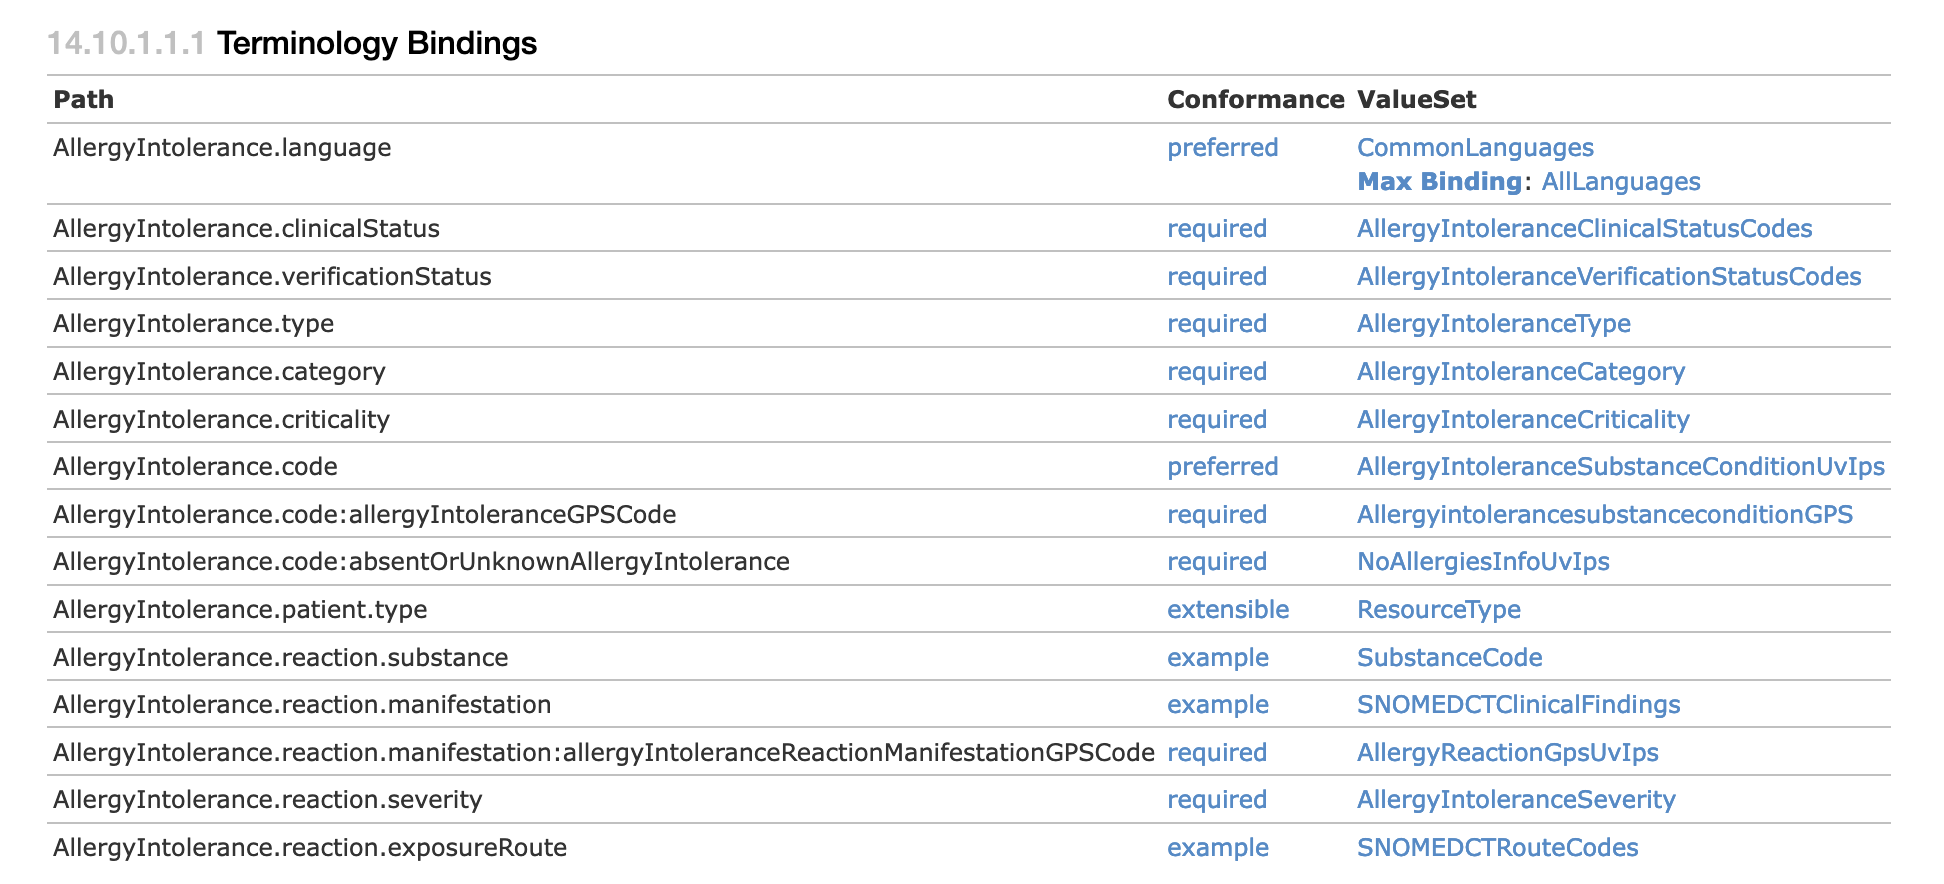 14.10.1.1.1 Terminology Bindings
Path Conformance ValueSet
AllergyIntolerance.language preferred CommonLanguages
Max Binding: AllLanguages
AllergyIntolerance.clinicalStatus required AllergyIntoleranceClinicalStatusCodes
AllergyIntolerance.verificationStatus required AllergyIntoleranceVerificationStatusCodes
AllergyIntolerance.type required AllergyIntoleranceType
AllergyIntolerance.category required AllergyIntoleranceCategory
AllergyIntolerance.criticality required AllergyIntoleranceCriticality
AllergyIntolerance.code preferred AllergyIntoleranceSubstanceConditionUvIps
AllergyIntolerance.code:allergyIntoleranceGPSCode required AllergyintolerancesubstanceconditionGPS
AllergyIntolerance.code:absentOrUnknownAllergyIntolerance required NoAllergiesInfoUvIps
AllergyIntolerance.patient.type extensible ResourceType
AllergyIntolerance.reaction.substance example SubstanceCode
AllergyIntolerance.reaction.manifestation example SNOMEDCTClinicalFindings
AllergyIntolerance.reaction.manifestation:allergyIntoleranceReactionManifestationGPSCode required AllergyReactionGpsUvIps
AllergyIntolerance.reaction.severity required AllergyIntoleranceSeverity
AllergyIntolerance.reaction.exposureRoute example SNOMEDCTRouteCodes